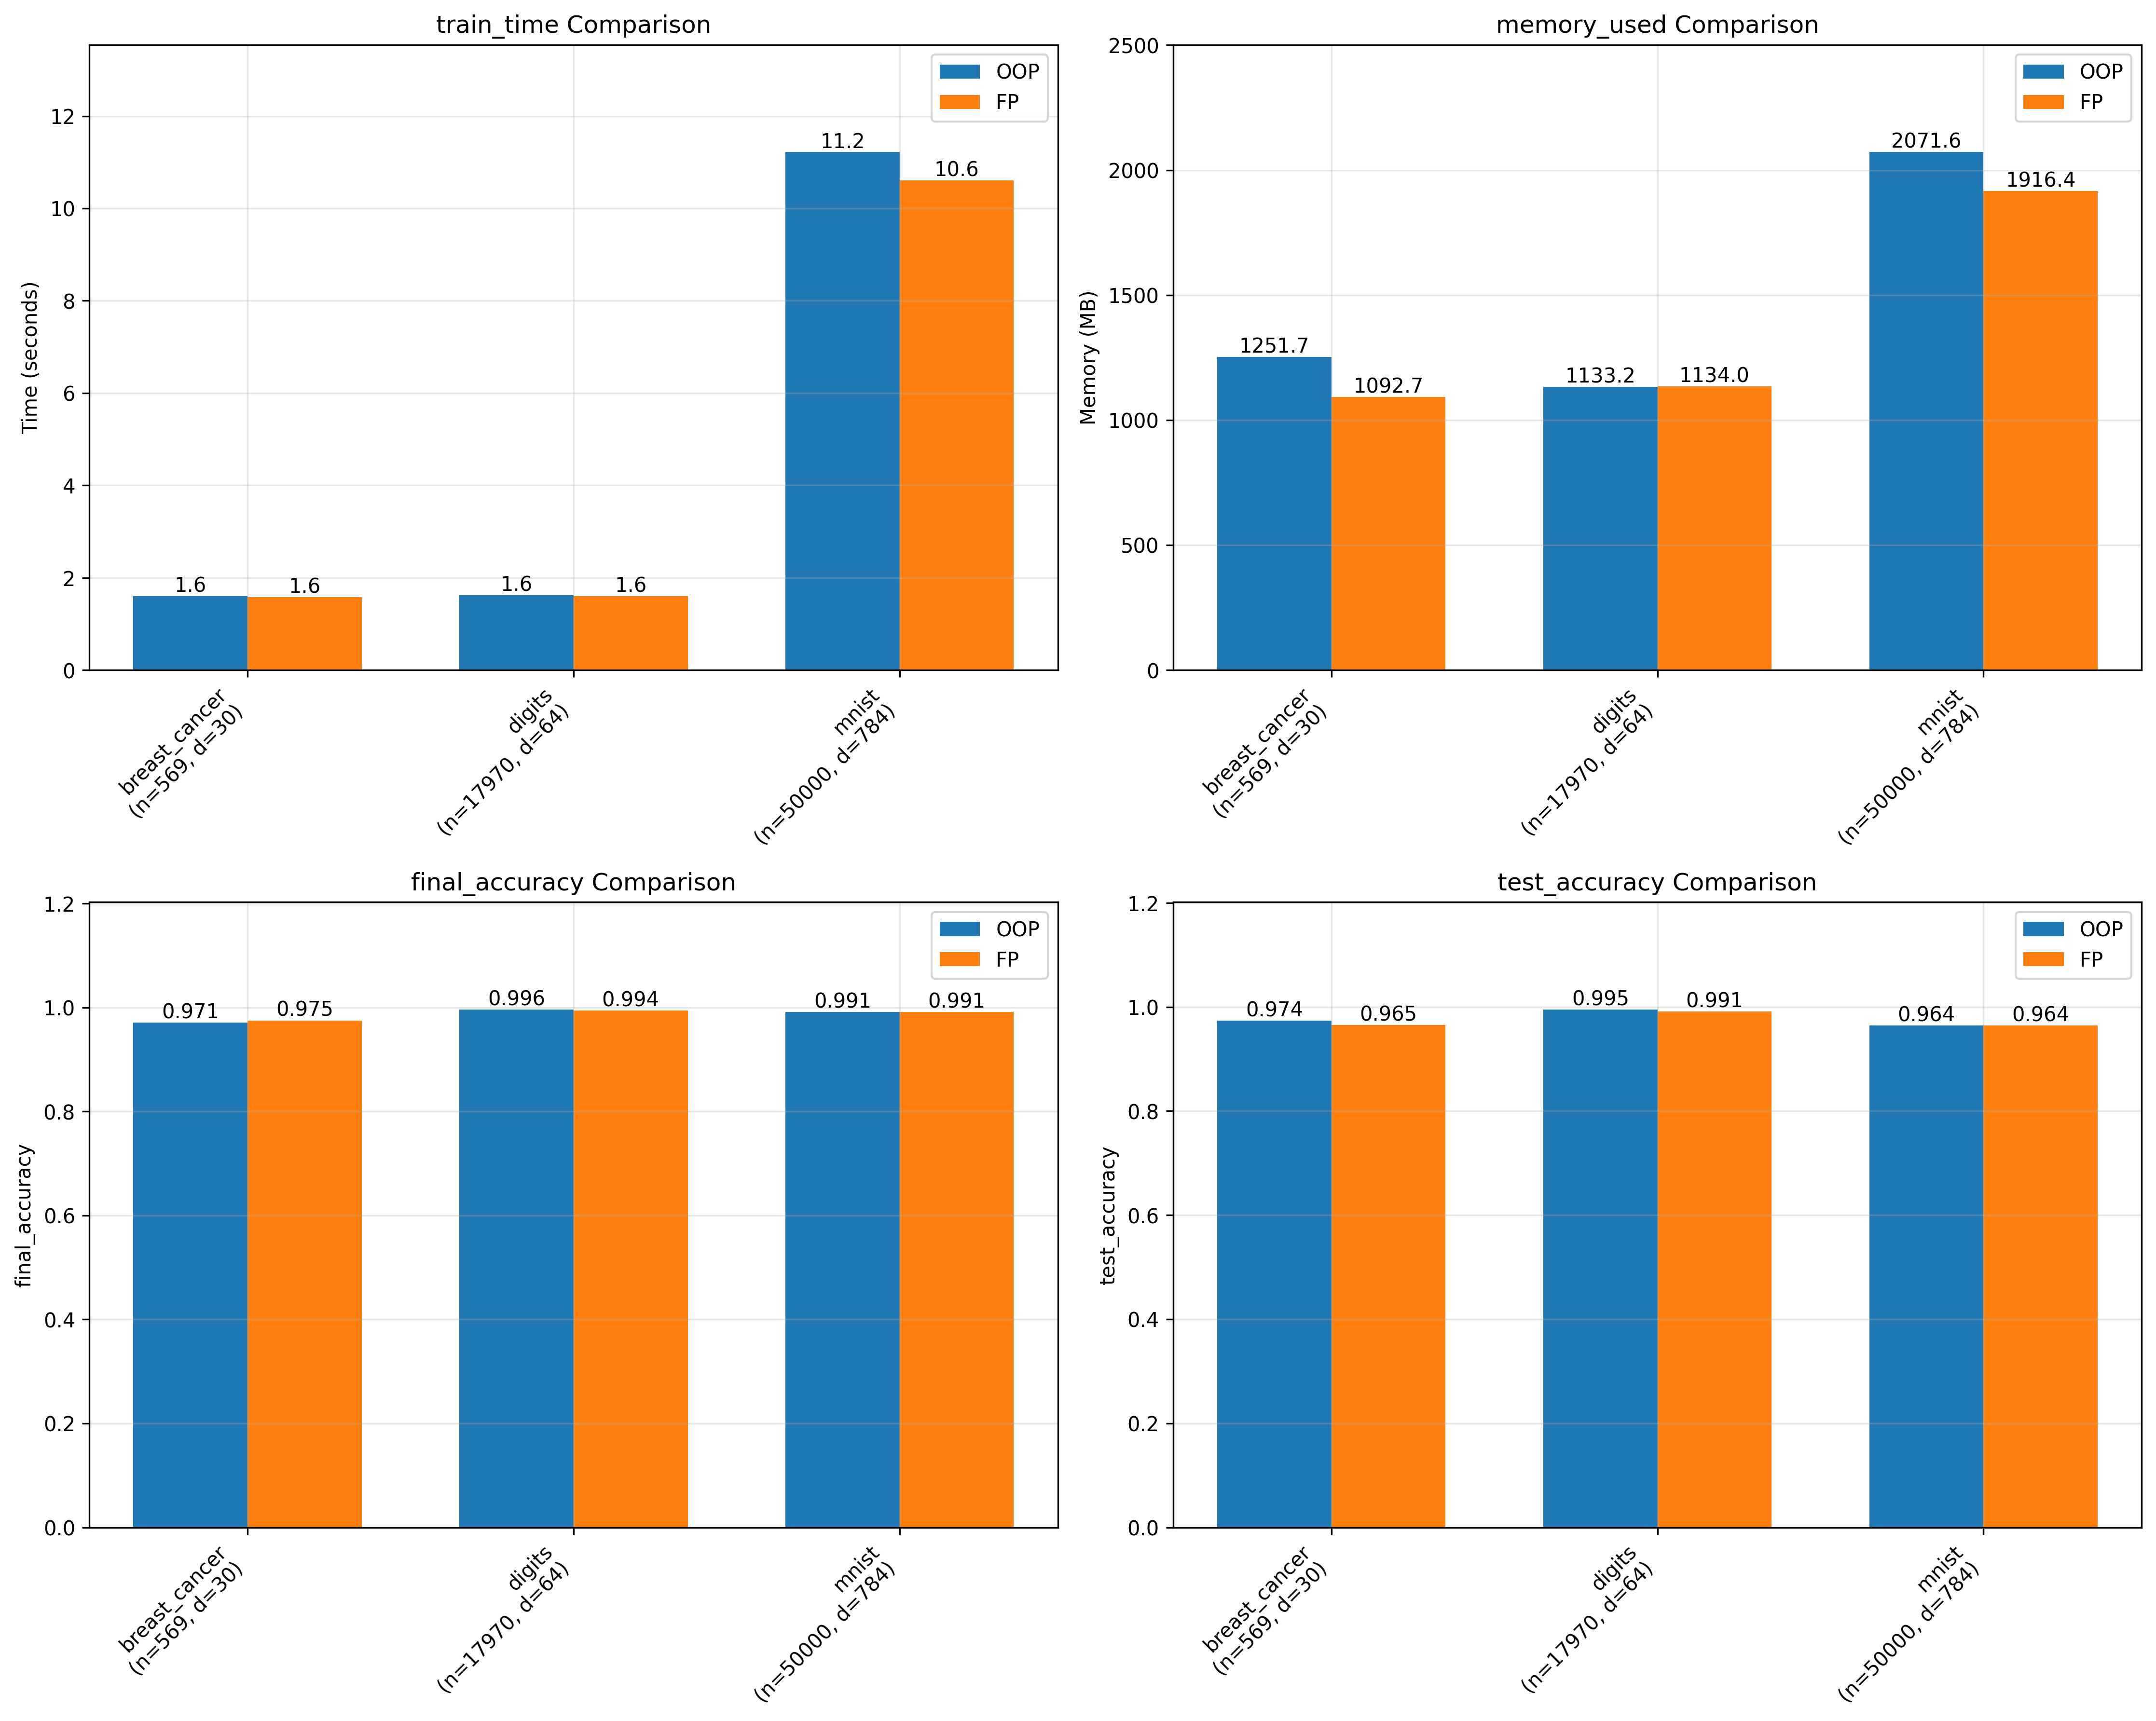 train_time Comparison
Time (seconds)
12
10
8
6
4
2
0
OOP
FP
1.6
1.6
1.6
1.6
11.2
10.6
breast_cancer
(n=569, d=30)
digits
(n=17970, d=64)
mnist
(n=50000, d=784)
memory_used Comparison
Memory (MB)
2500
2000
1500
1000
500
0
OOP
FP
1251.7
1092.7
1133.2
1134.0
2071.6
1916.4
breast_cancer
(n=569, d=30)
digits
(n=17970, d=64)
mnist
(n=50000, d=784)
final_accuracy Comparison
final_accuracy
1.2
1.0
0.8
0.6
0.4
0.2
0.0
OOP
FP
0.971
0.975
0.996
0.994
0.991
0.991
breast_cancer
(n=569, d=30)
digits
(n=17970, d=64)
mnist
(n=50000, d=784)
test_accuracy Comparison
test_accuracy
1.2
1.0
0.8
0.6
0.4
0.2
0.0
OOP
FP
0.974
0.965
0.995
0.991
0.964
0.964
breast_cancer
(n=569, d=30)
digits
(n=17970, d=64)
mnist
(n=50000, d=784)